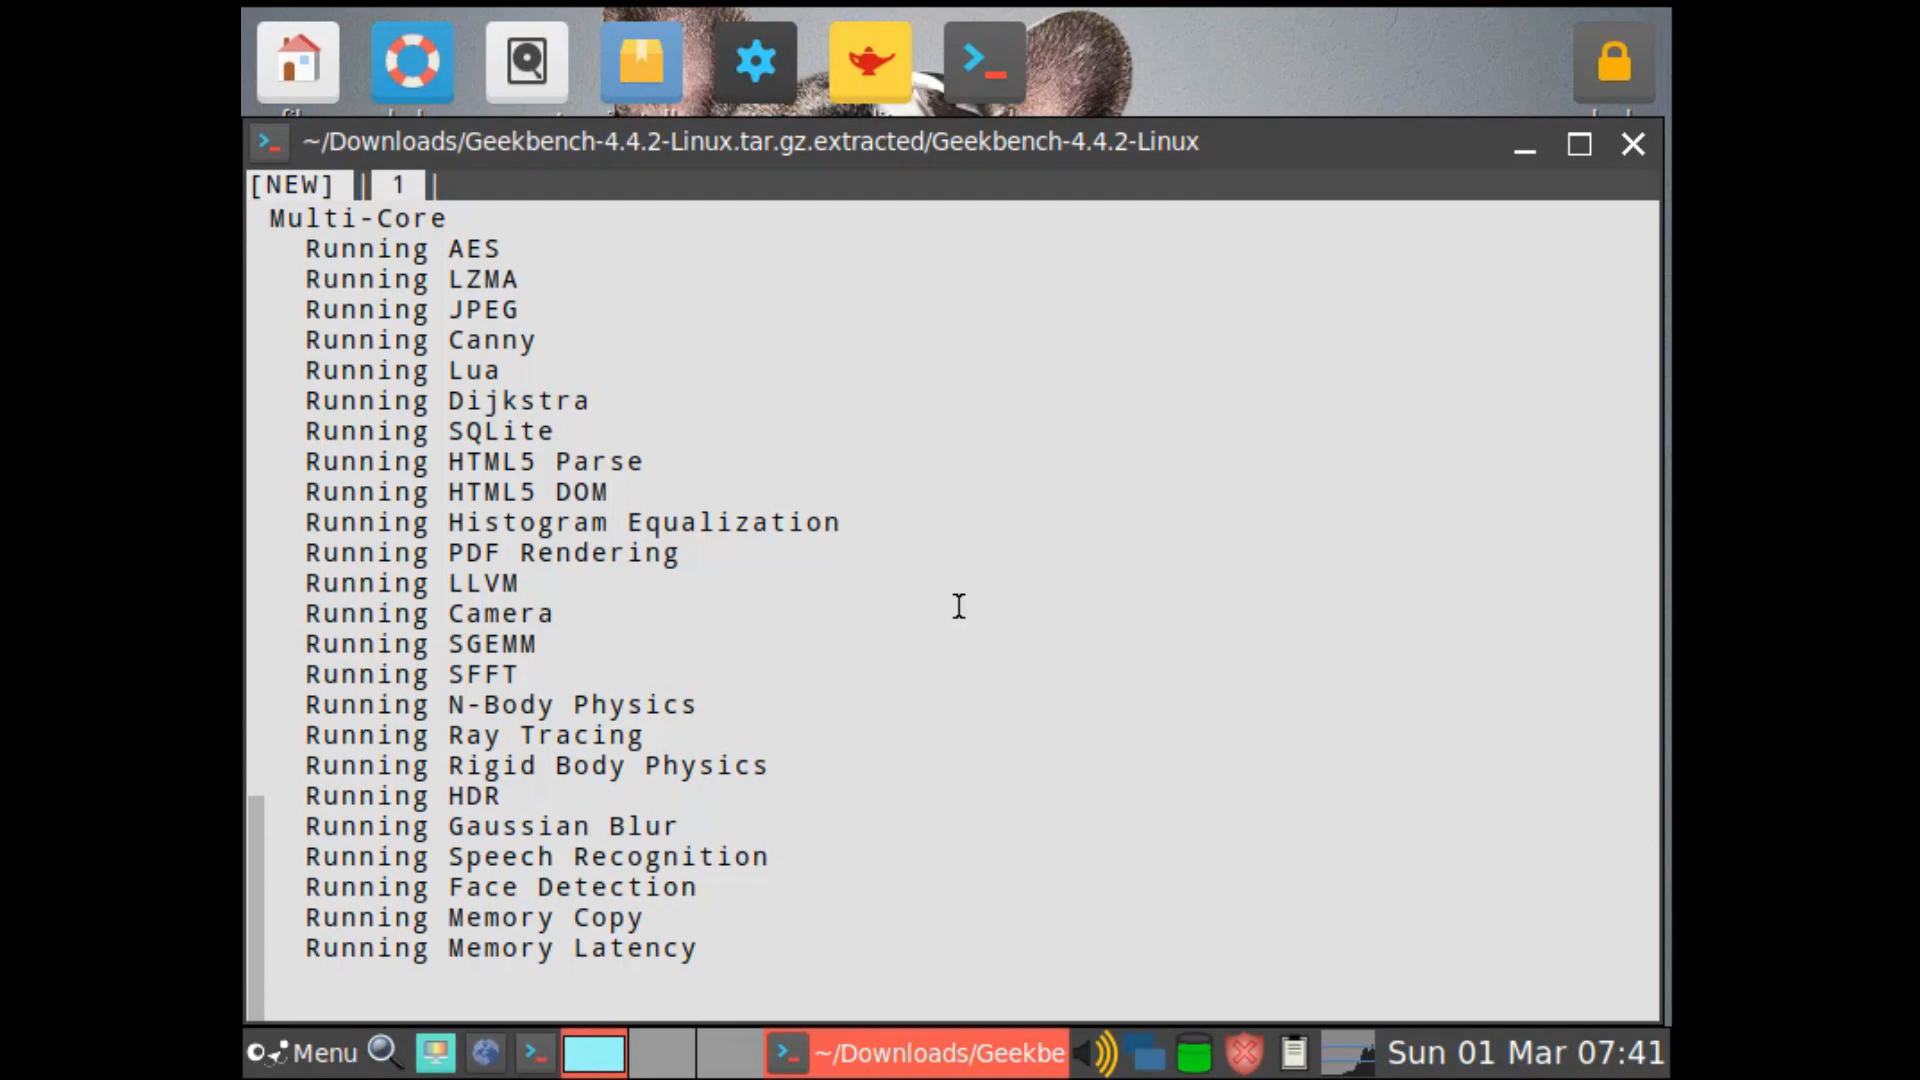 ~/Downloads/Geekbench-4.4.2-Linux.tar.gz.extracted/Geekbench-4.4.2-Linux
[NEW] | 1 |
Multi-Core
Running AES
Running LZMA
Running JPEG
Running Canny
Running Lua
Running Dijkstra
Running SQLite
Running HTML5 Parse
Running HTML5 DOM
Running Histogram Equalization
Running PDF Rendering
Running LLVM
Running Camera
Running SGEMM
Running SFFT
Running N-Body Physics
Running Ray Tracing
Running Rigid Body Physics
Running HDR
Running Gaussian Blur
Running Speech Recognition
Running Face Detection
Running Memory Copy
Running Memory Latency
Menu ~/Downloads/Geekbe Sun 01 Mar 07:41